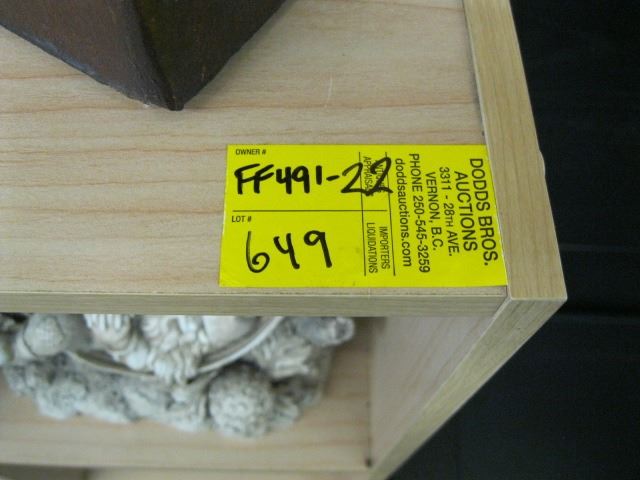 OWNER #
FF491-22
LOT #
649
DODDS BROS.
AUCTIONS
3311 - 28TH AVE.
VERNON, B.C.
PHONE 250-545-3259
doddsauctions.com
APPRAISALS
IMPORTERS
LIQUIDATIONS